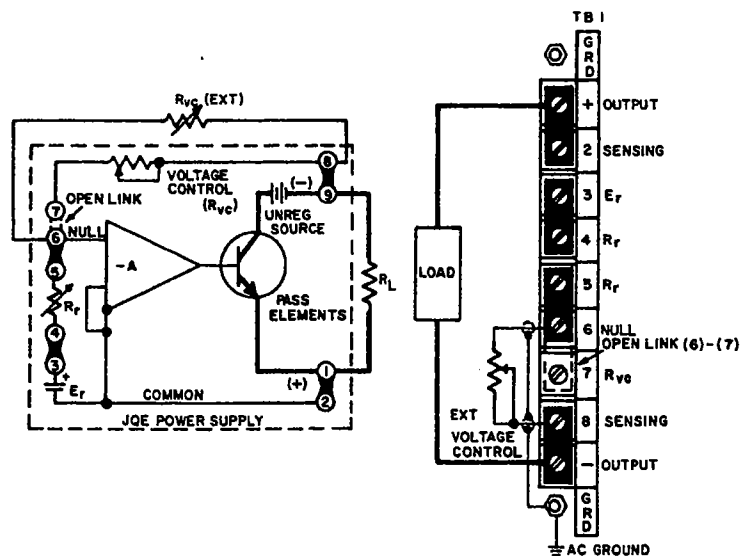 RVC (EXT)
8
VOLTAGE CONTROL (RVC)
7
OPEN LINK
(-)
9
UNREG SOURCE
6
NULL
-A
5
Rr
PASS ELEMENTS
RL
4
3
+
Er
COMMON
(+)
1
2
JQE POWER SUPPLY
TB1
GRD
+ OUTPUT
2 SENSING
3 Er
4 Rr
5 Rr
6 NULL
OPEN LINK (6)-(7)
7 Rvc
8 SENSING
- OUTPUT
GRD
LOAD
EXT VOLTAGE CONTROL
AC GROUND